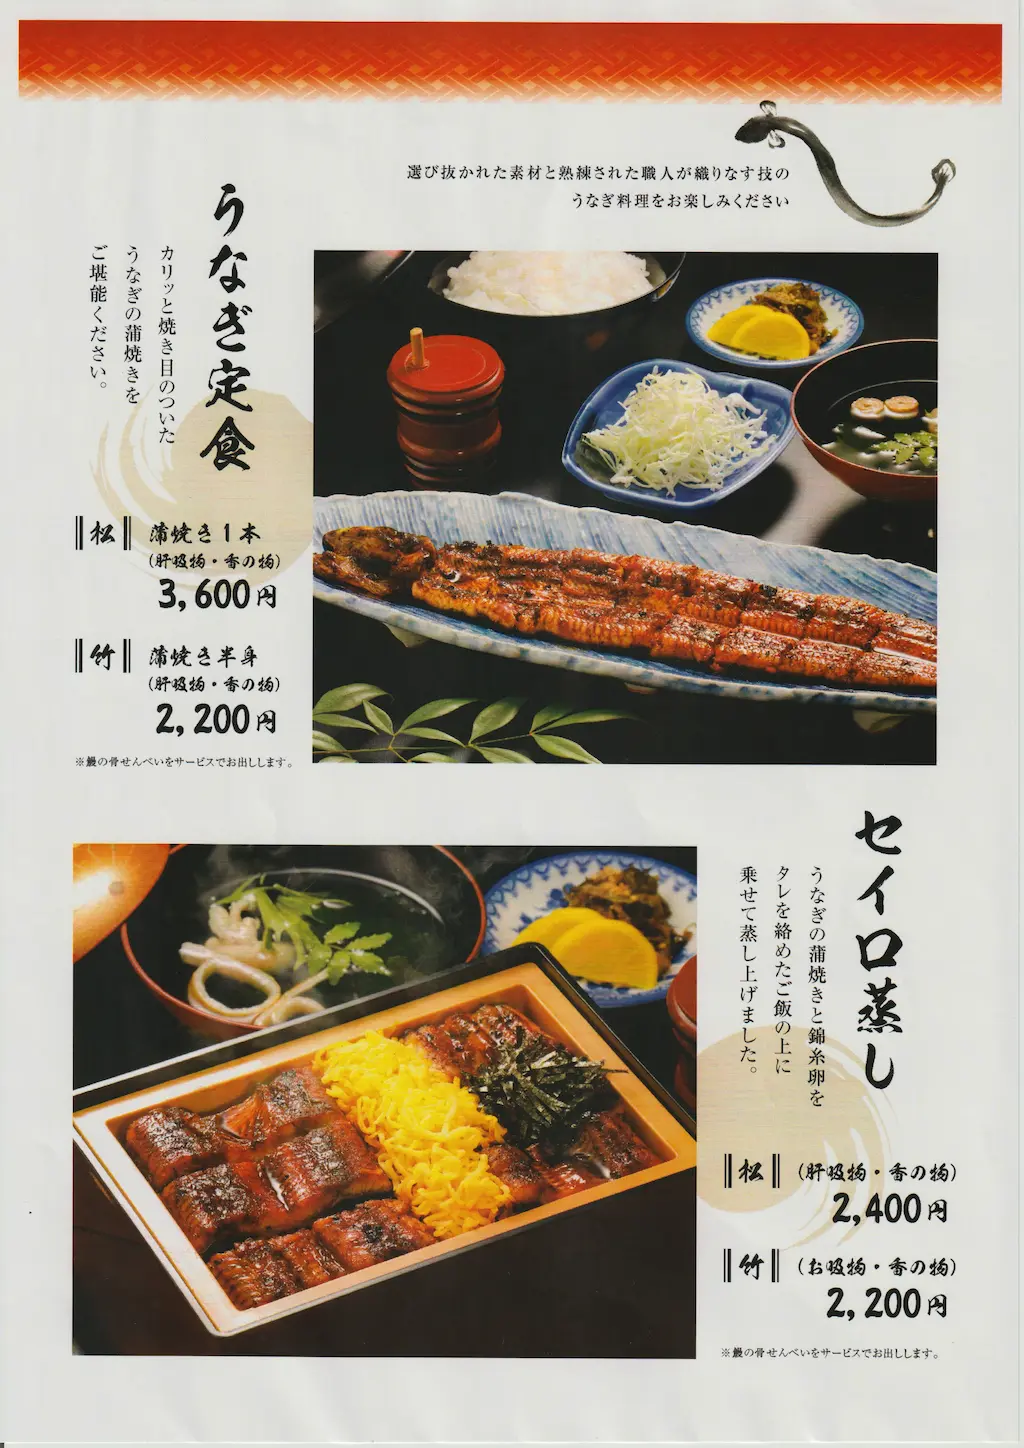 選び抜かれた素材と熟練された職人が織りなす技の
うなぎ料理をお楽しみください
うなぎ定食
カリッと焼き目のついた
うなぎの蒲焼きを
ご堪能ください。
松 蒲焼き1本
(肝吸物・香の物)
3,600円
竹 蒲焼き半身
(肝吸物・香の物)
2,200円
※鰻の骨せんべいをサービスでお出しします。
セイロ蒸し
うなぎの蒲焼きと錦糸卵を
タレを絡めたご飯の上に
乗せて蒸し上げました。
松 (肝吸物・香の物)
2,400円
竹 (お吸物・香の物)
2,200円
※鰻の骨せんべいをサービスでお出しします。